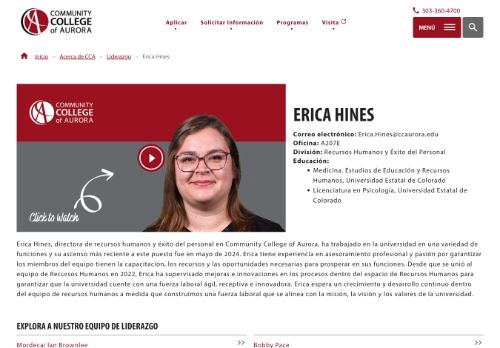 COMMUNITY
COLLEGE
of AURORA
Aplicar
Solicitar Información
Programas
Visita
303-360-4700
MENÚ
Inicio » Acerca de CCA » Liderazgo » Erica Hines
COMMUNITY
COLLEGE
of AURORA
Click to Watch
ERICA HINES
Correo electrónico: Erica.Hines@ccaurora.edu
Oficina: A207E
División: Recursos Humanos y Éxito del Personal
Educación:
• Medicina. Estudios de Educación y Recursos
Humanos, Universidad Estatal de Colorado
• Licenciatura en Psicología, Universidad Estatal de
Colorado
Erica Hines, directora de recursos humanos y éxito del personal en Community College of Aurora, ha trabajado en la universidad en una variedad de
funciones y su ascenso más reciente a este puesto fue en mayo de 2024. Erica tiene experiencia en asesoramiento profesional y pasión por garantizar
que los miembros del equipo tienen la capacitación, los recursos y las oportunidades necesarias para prosperar en sus funciones. Desde que se unió al
equipo de Recursos Humanos en 2022, Erica ha supervisado mejoras e innovaciones en los procesos dentro del espacio de Recursos Humanos para
garantizar que la universidad cuente con una fuerza laboral ágil, receptiva e innovadora. Erica espera un crecimiento y desarrollo continuo dentro
del equipo de recursos humanos a medida que construimos una fuerza laboral que se alinea con la misión, la visión y los valores de la universidad.
EXPLORA A NUESTRO EQUIPO DE LIDERAZGO
Mordecai Ian Brownlee »
Bobby Pace »